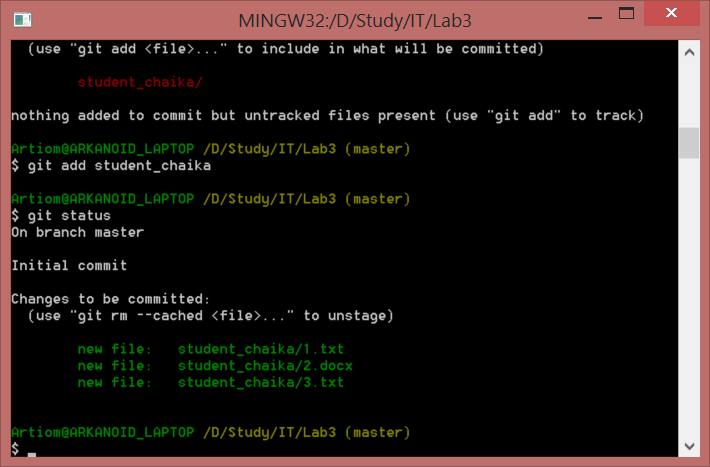 MINGW32:/D/Study/IT/Lab3
(use "git add <file>..." to include in what will be committed)
student_chaika/
nothing added to commit but untracked files present (use "git add" to track)
Artiom@ARKANOID_LAPTOP /D/Study/IT/Lab3 (master)
$ git add student_chaika
Artiom@ARKANOID_LAPTOP /D/Study/IT/Lab3 (master)
$ git status
On branch master
Initial commit
Changes to be committed:
(use "git rm --cached <file>..." to unstage)
new file:   student_chaika/1.txt
new file:   student_chaika/2.docx
new file:   student_chaika/3.txt
Artiom@ARKANOID_LAPTOP /D/Study/IT/Lab3 (master)
$ _